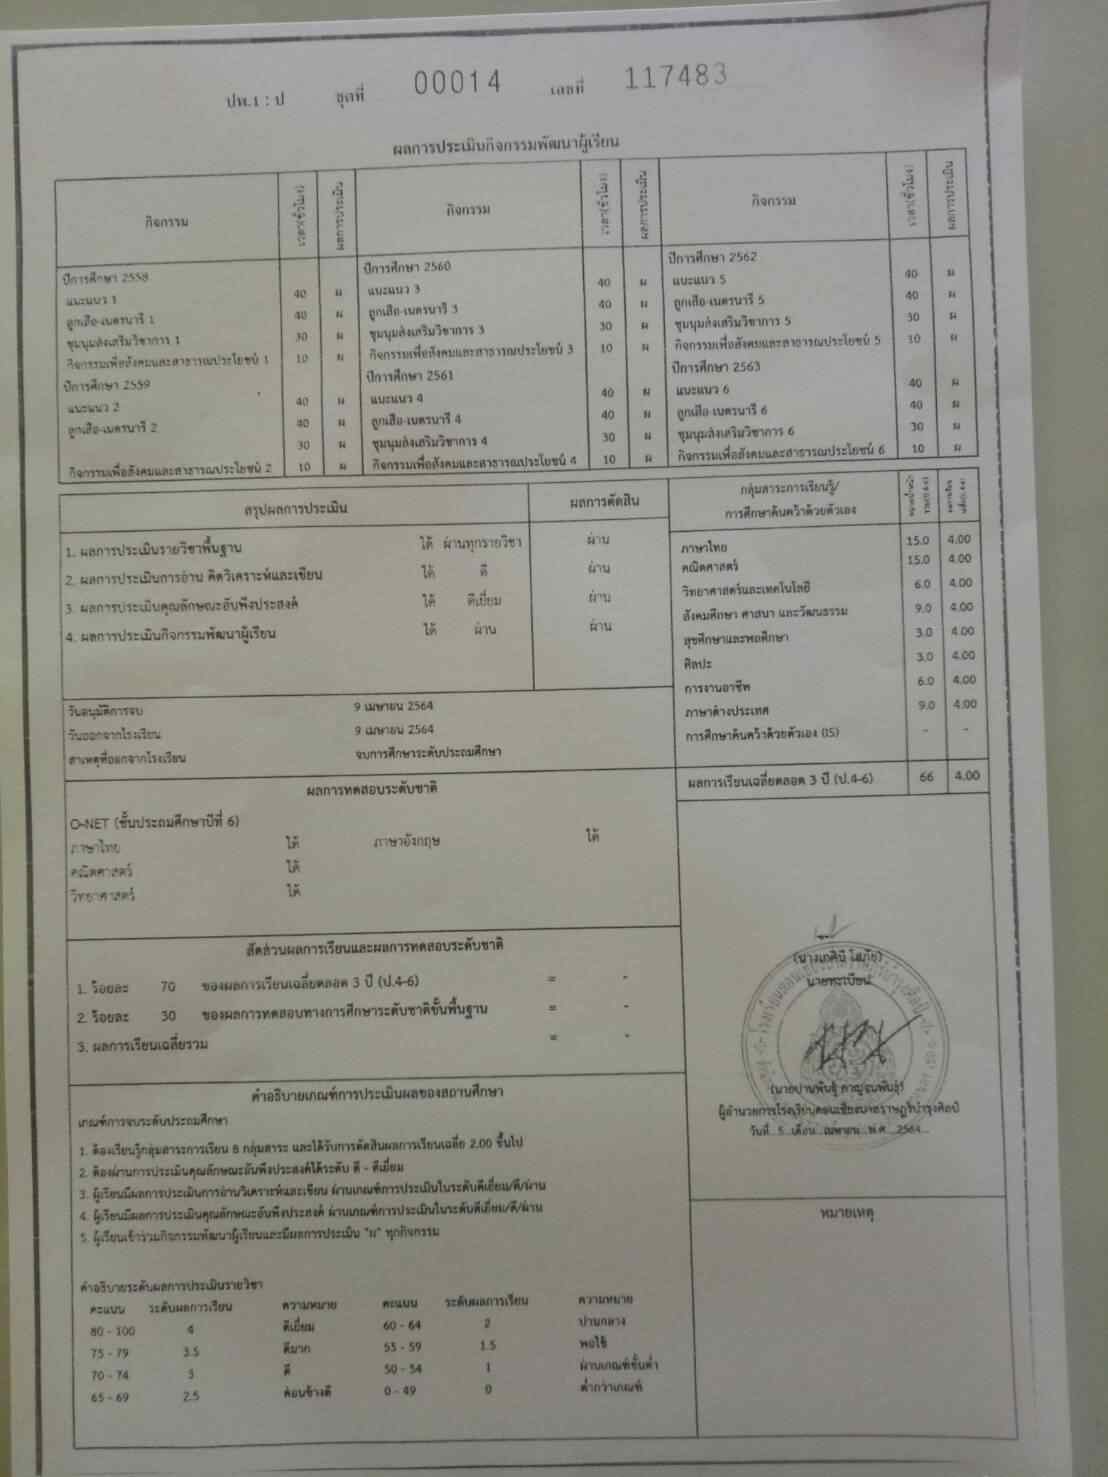 ปพ.1 : ป ชุดที่ 00014 เลขที่ 117483
ผลการประเมินกิจกรรมพัฒนาผู้เรียน
กิจกรรม เวลา(ชั่วโมง) ผลการประเมิน กิจกรรม เวลา(ชั่วโมง) ผลการประเมิน กิจกรรม เวลา(ชั่วโมง) ผลการประเมิน
ปีการศึกษา 2558 ปีการศึกษา 2560 ปีการศึกษา 2562
แนะแนว 1 40 ผ แนะแนว 3 40 ผ แนะแนว 5 40 ผ
ลูกเสือ-เนตรนารี 1 40 ผ ลูกเสือ-เนตรนารี 3 40 ผ ลูกเสือ-เนตรนารี 5 40 ผ
ชุมนุมส่งเสริมวิชาการ 1 30 ผ ชุมนุมส่งเสริมวิชาการ 3 30 ผ ชุมนุมส่งเสริมวิชาการ 5 30 ผ
กิจกรรมเพื่อสังคมและสาธารณประโยชน์ 1 10 ผ กิจกรรมเพื่อสังคมและสาธารณประโยชน์ 3 10 ผ กิจกรรมเพื่อสังคมและสาธารณประโยชน์ 5 10 ผ
ปีการศึกษา 2559 ปีการศึกษา 2561 ปีการศึกษา 2563
แนะแนว 2 40 ผ แนะแนว 4 40 ผ แนะแนว 6 40 ผ
ลูกเสือ-เนตรนารี 2 40 ผ ลูกเสือ-เนตรนารี 4 40 ผ ลูกเสือ-เนตรนารี 6 40 ผ
30 ผ ชุมนุมส่งเสริมวิชาการ 4 30 ผ ชุมนุมส่งเสริมวิชาการ 6 30 ผ
กิจกรรมเพื่อสังคมและสาธารณประโยชน์ 2 10 ผ กิจกรรมเพื่อสังคมและสาธารณประโยชน์ 4 10 ผ กิจกรรมเพื่อสังคมและสาธารณประโยชน์ 6 10 ผ
สรุปผลการประเมิน ผลการตัดสิน
1. ผลการประเมินรายวิชาพื้นฐาน ได้ ผ่านทุกรายวิชา ผ่าน
2. ผลการประเมินการอ่าน คิดวิเคราะห์และเขียน ได้ ดี ผ่าน
3. ผลการประเมินคุณลักษณะอันพึงประสงค์ ได้ ดีเยี่ยม ผ่าน
4. ผลการประเมินกิจกรรมพัฒนาผู้เรียน ได้ ผ่าน ผ่าน
วันอนุมัติการจบ 9 เมษายน 2564
วันออกจากโรงเรียน 9 เมษายน 2564
สาเหตุที่ออกจากโรงเรียน จบการศึกษาระดับประถมศึกษา
กลุ่มสาระการเรียนรู้/
การศึกษาค้นคว้าด้วยตัวเอง
ภาษาไทย 15.0 4.00
คณิตศาสตร์ 15.0 4.00
วิทยาศาสตร์และเทคโนโลยี 6.0 4.00
สังคมศึกษา ศาสนา และวัฒนธรรม 9.0 4.00
สุขศึกษาและพลศึกษา 3.0 4.00
ศิลปะ 3.0 4.00
การงานอาชีพ 6.0 4.00
ภาษาต่างประเทศ 9.0 4.00
การศึกษาค้นคว้าด้วยตัวเอง (IS) - -
ผลการเรียนเฉลี่ยตลอด 3 ปี (ป.4-6) 66 4.00
ผลการทดสอบระดับชาติ
O-NET (ชั้นประถมศึกษาปีที่ 6)
ภาษาไทย ได้ ภาษาอังกฤษ ได้
คณิตศาสตร์ ได้
วิทยาศาสตร์ ได้
สัดส่วนผลการเรียนและผลการทดสอบระดับชาติ
1. ร้อยละ 70 ของผลการเรียนเฉลี่ยตลอด 3 ปี (ป.4-6) = -
2. ร้อยละ 30 ของผลการทดสอบทางการศึกษาระดับชาติขั้นพื้นฐาน = -
3. ผลการเรียนเฉลี่ยรวม = -
นายทะเบียน
วันที่ 5 เดือน เมษายน พ.ศ. 2564
คำอธิบายเกณฑ์การประเมินผลของสถานศึกษา
เกณฑ์การจบระดับประถมศึกษา
1. ต้องเรียนรู้กลุ่มสาระการเรียน 8 กลุ่มสาระ และได้รับการตัดสินผลการเรียนเฉลี่ย 2.00 ขึ้นไป
2. ต้องผ่านการประเมินคุณลักษณะอันพึงประสงค์ได้ระดับ ดี - ดีเยี่ยม
3. ผู้เรียนมีผลการประเมินการอ่านวิเคราะห์และเขียน ผ่านเกณฑ์การประเมินในระดับดีเยี่ยม/ดี/ผ่าน
4. ผู้เรียนมีผลการประเมินคุณลักษณะอันพึงประสงค์ ผ่านเกณฑ์การประเมินในระดับดีเยี่ยม/ดี/ผ่าน
5. ผู้เรียนเข้าร่วมกิจกรรมพัฒนาผู้เรียนและมีผลการประเมิน "ผ" ทุกกิจกรรม
คำอธิบายระดับผลการประเมินรายวิชา
คะแนน ระดับผลการเรียน ความหมาย คะแนน ระดับผลการเรียน ความหมาย
80 - 100 4 ดีเยี่ยม 60 - 64 2 ปานกลาง
75 - 79 3.5 ดีมาก 55 - 59 1.5 พอใช้
70 - 74 3 ดี 50 - 54 1 ผ่านเกณฑ์ขั้นต่ำ
65 - 69 2.5 ค่อนข้างดี 0 - 49 0 ต่ำกว่าเกณฑ์
หมายเหตุ